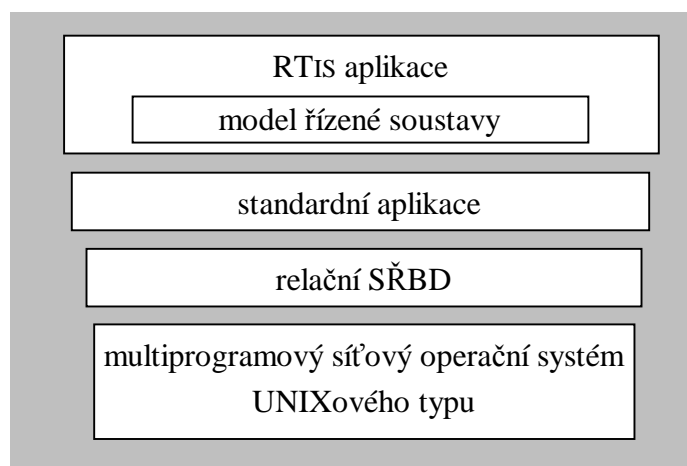 RTIS aplikace
model řízené soustavy
standardní aplikace
relační SŘBD
multiprogramový síťový operační systém
UNIXového typu